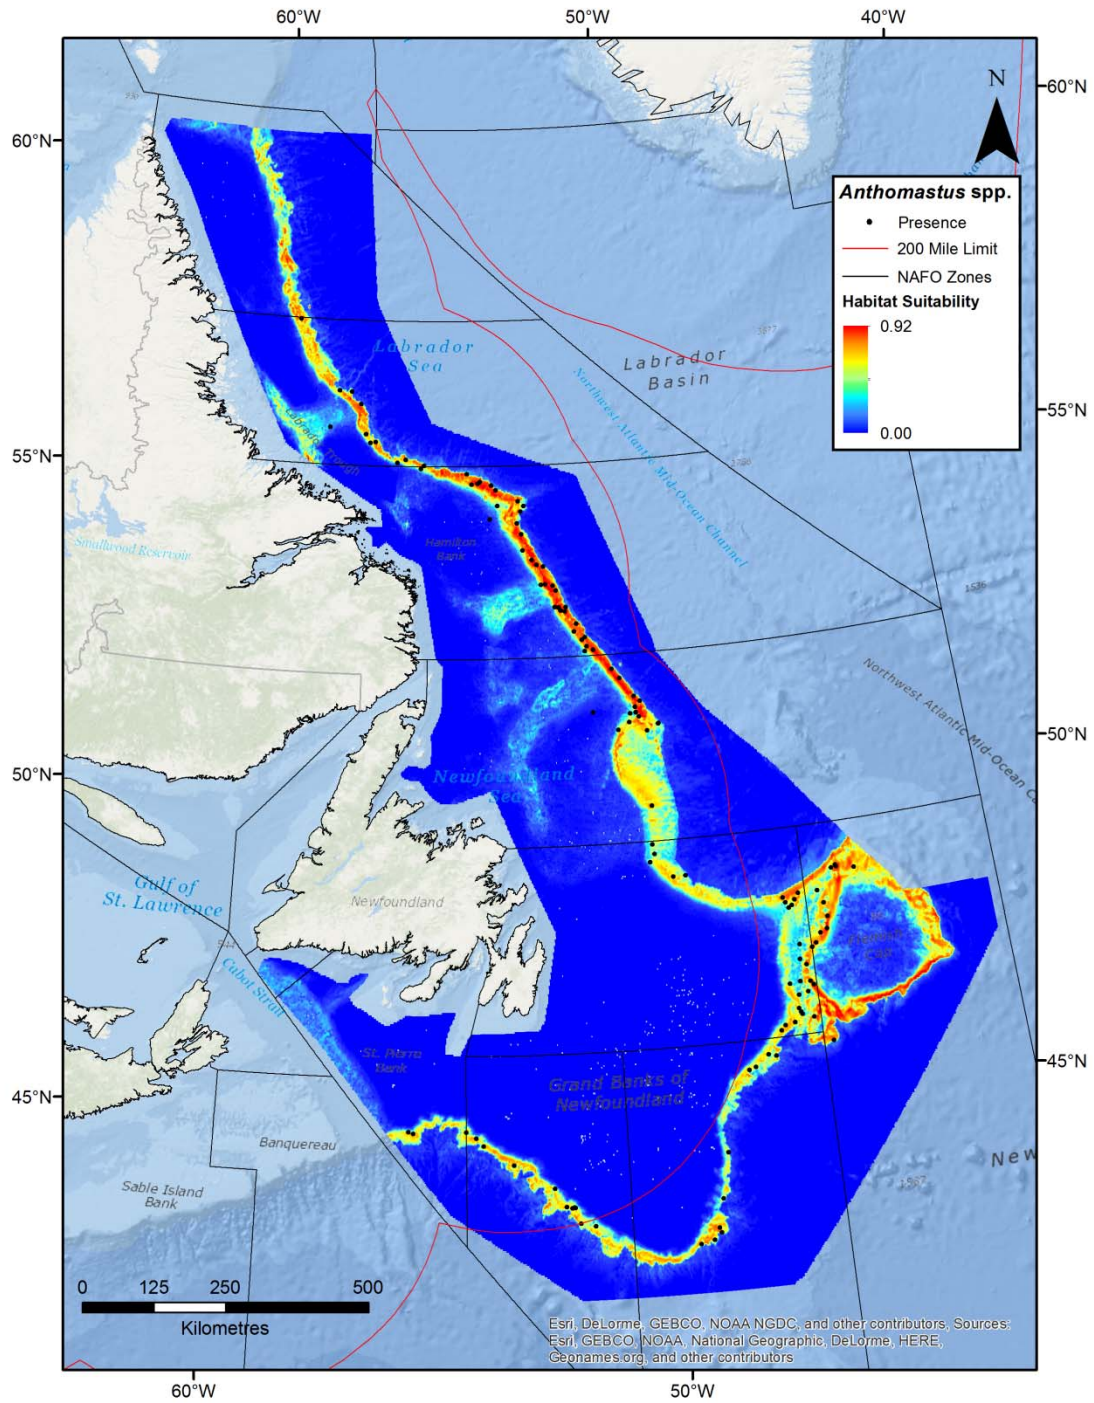 60°W
50°W
40°W
60°N
60°N
N
Anthomastus spp.
Presence
200 Mile Limit
NAFO Zones
Habitat Suitability
0.92
0.00
Labrador
Sea
Labrador
Basin
Northwest Atlantic Mid-Ocean Channel
55°N
55°N
Labrador Trough
Hamilton
Bank
Smallwood Reservoir
Northwest Atlantic Mid-Ocean
50°N
50°N
Newfoundland
Sea
Gulf of
St. Lawrence
Newfoundland
Flemish
Cap
Cabot Strait
St. Pierre
Bank
Grand Banks of
Newfoundland
45°N
45°N
Banquereau
Sable Island
Bank
New
0 125 250 500
Kilometres
Esri, DeLorme, GEBCO, NOAA NGDC, and other contributors, Sources:
Esri, GEBCO, NOAA, National Geographic, DeLorme, HERE,
Geonames.org, and other contributors
60°W
50°W